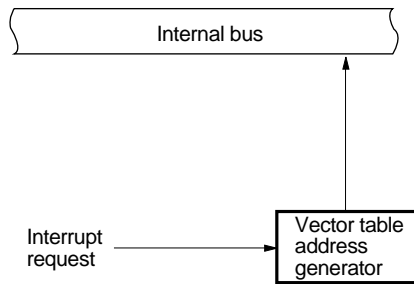 Internal bus
Interrupt
request
Vector table
address
generator